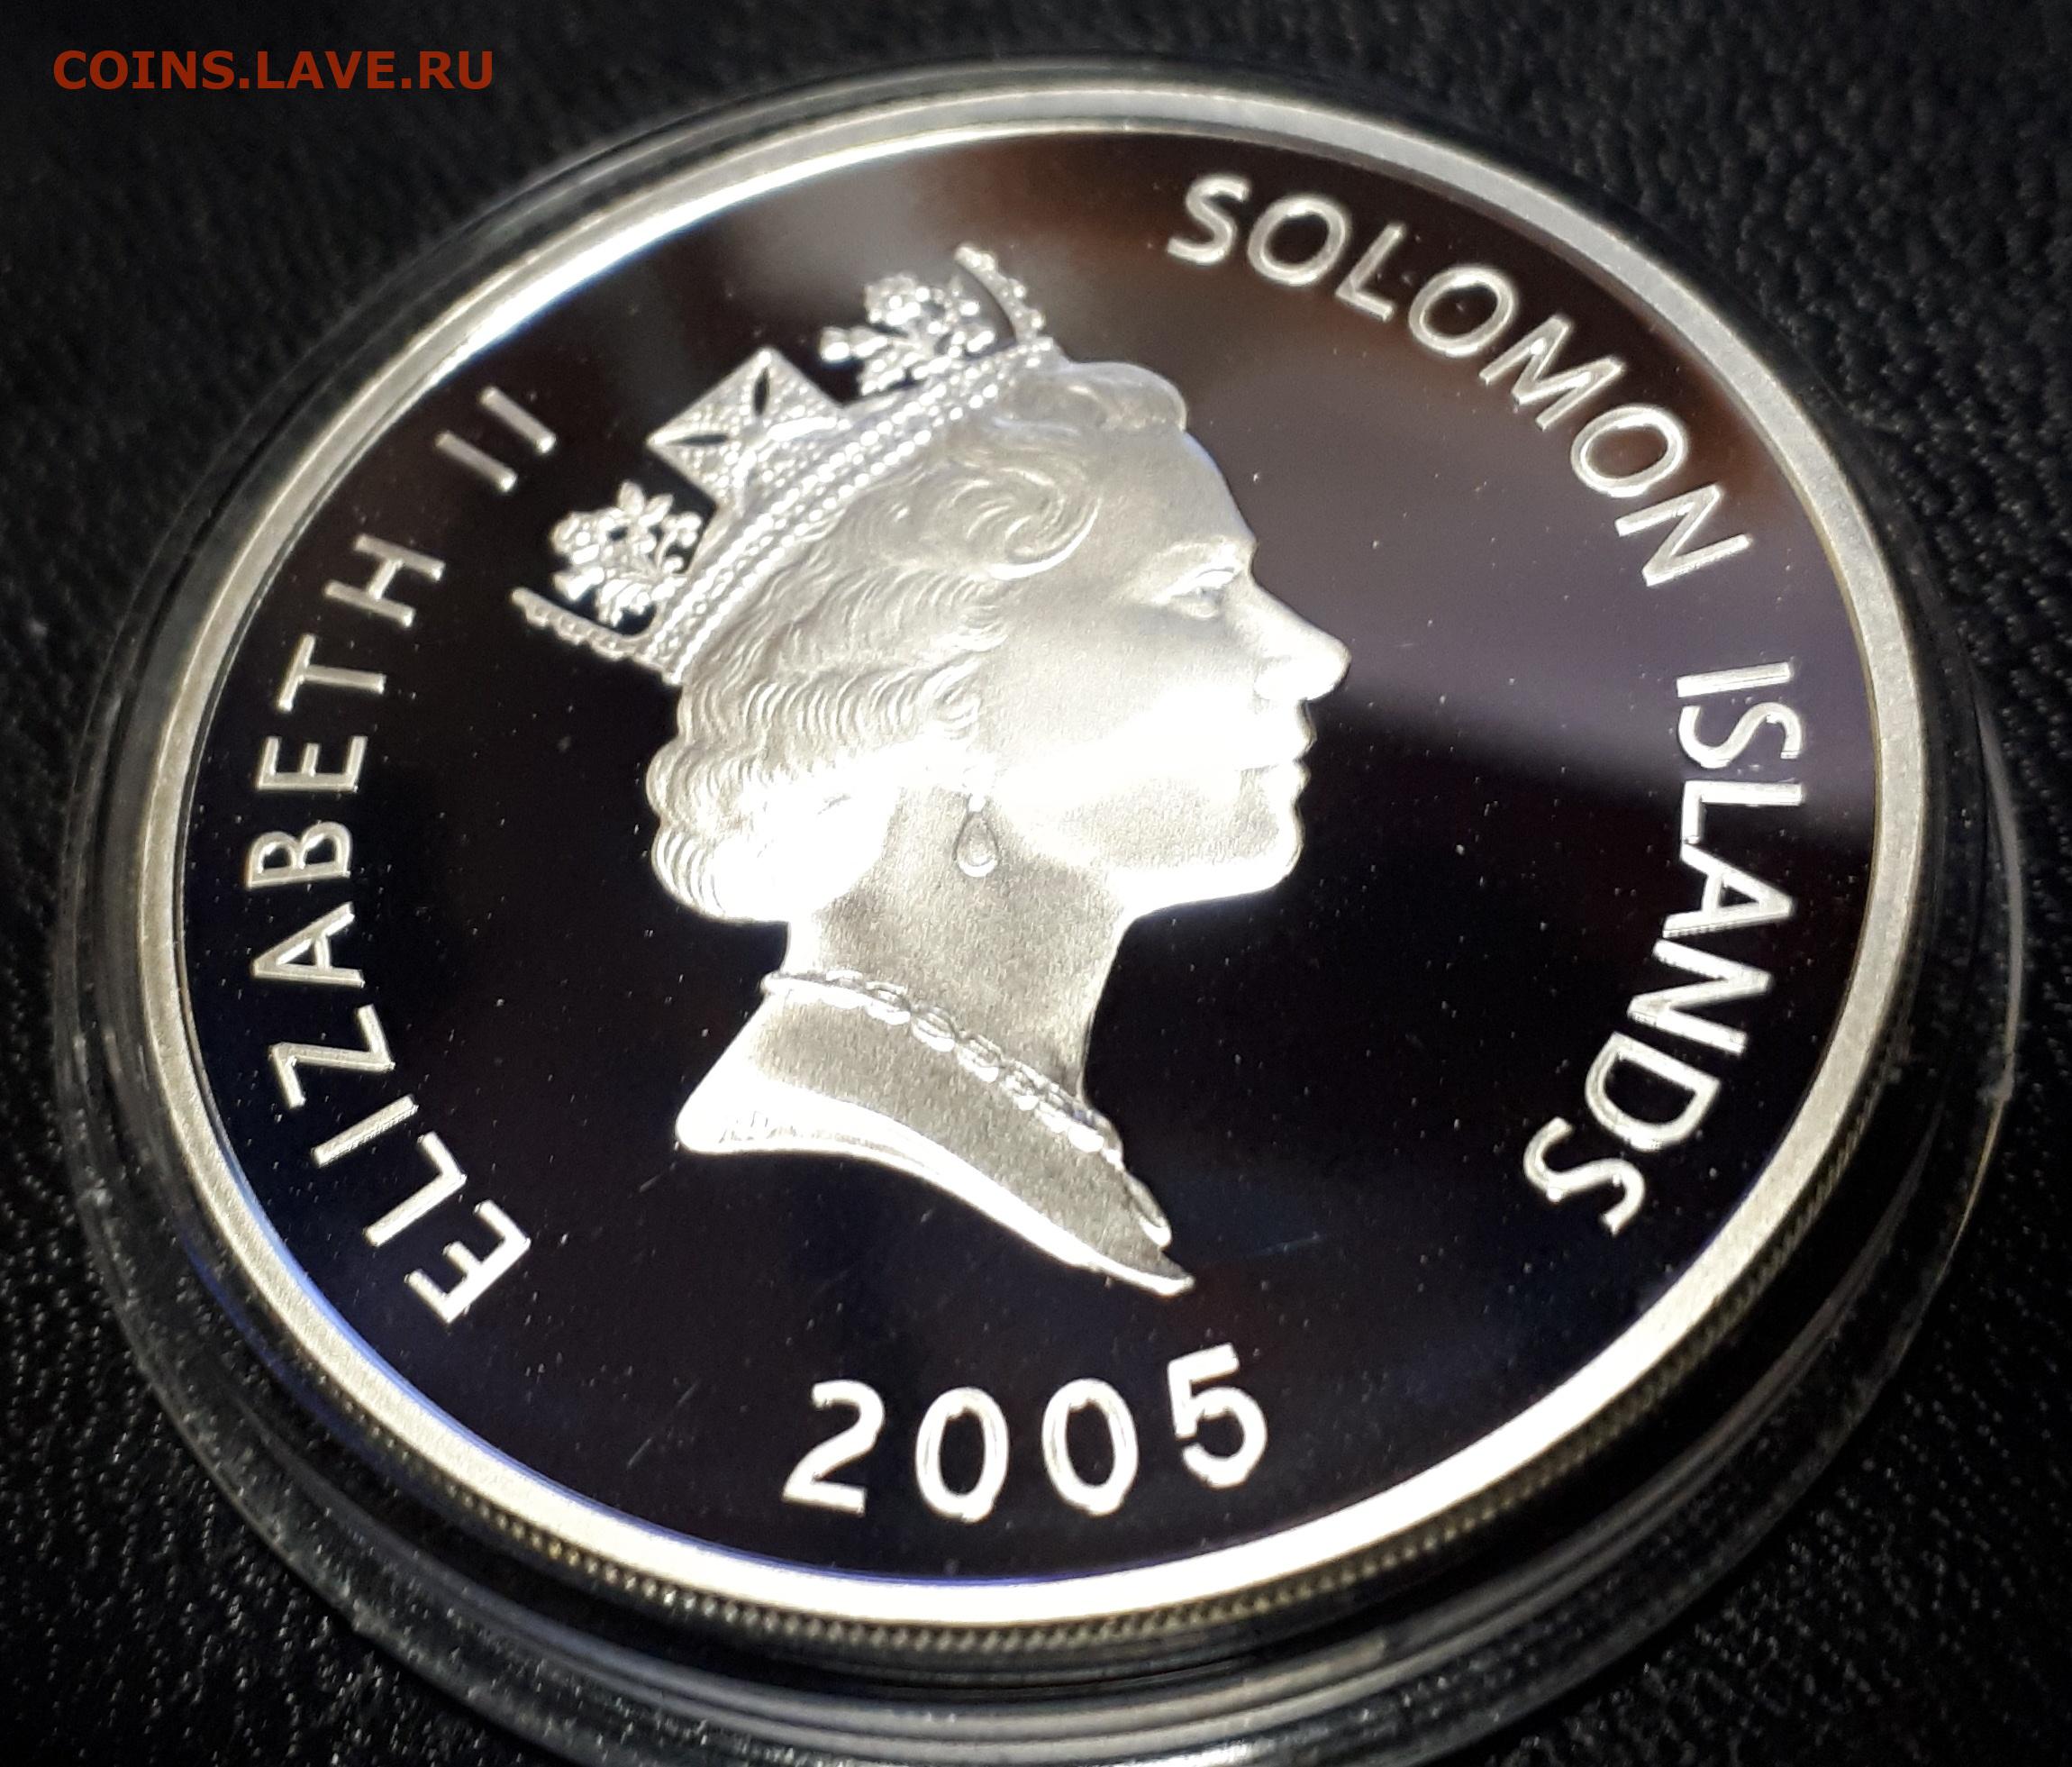 COINS.LAVE.RU
ELIZABETH II
SOLOMON ISLANDS
2005